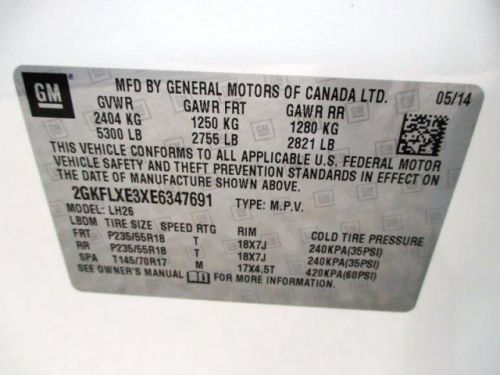 GM
MFD BY GENERAL MOTORS OF CANADA LTD. 05/14
GVWR GAWR FRT GAWR RR
2404 KG 1250 KG 1280 KG
5300 LB 2755 LB 2821 LB
THIS VEHICLE CONFORMS TO ALL APPLICABLE U.S. FEDERAL MOTOR
VEHICLE SAFETY AND THEFT PREVENTION STANDARDS IN EFFECT ON
THE DATE OF MANUFACTURE SHOWN ABOVE.
2GKFLXE3XE6347691 TYPE: M.P.V.
MODEL: LH26
LBDM TIRE SIZE SPEED RTG RIM COLD TIRE PRESSURE
FRT P235/55R18 T 18X7J 240KPA(35PSI)
RR P235/55R18 T 18X7J 240KPA(35PSI)
SPA T145/70R17 M 17X4.5T 420KPA(60PSI)
SEE OWNER'S MANUAL FOR MORE INFORMATION.